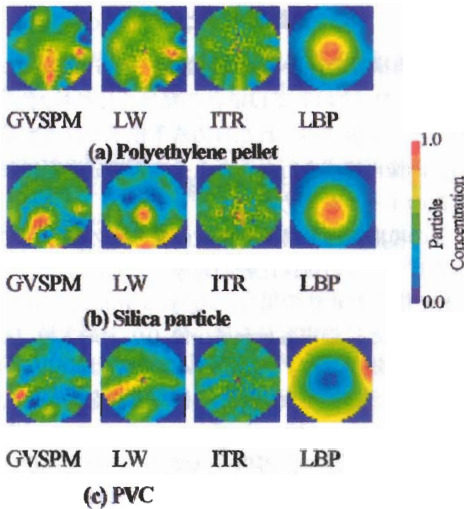 GVSPM LW ITR LBP
(a) Polyethylene pellet
GVSPM LW ITR LBP
(b) Silica particle
GVSPM LW ITR LBP
(c) PVC
1.0
Particle
Concentration
0.0